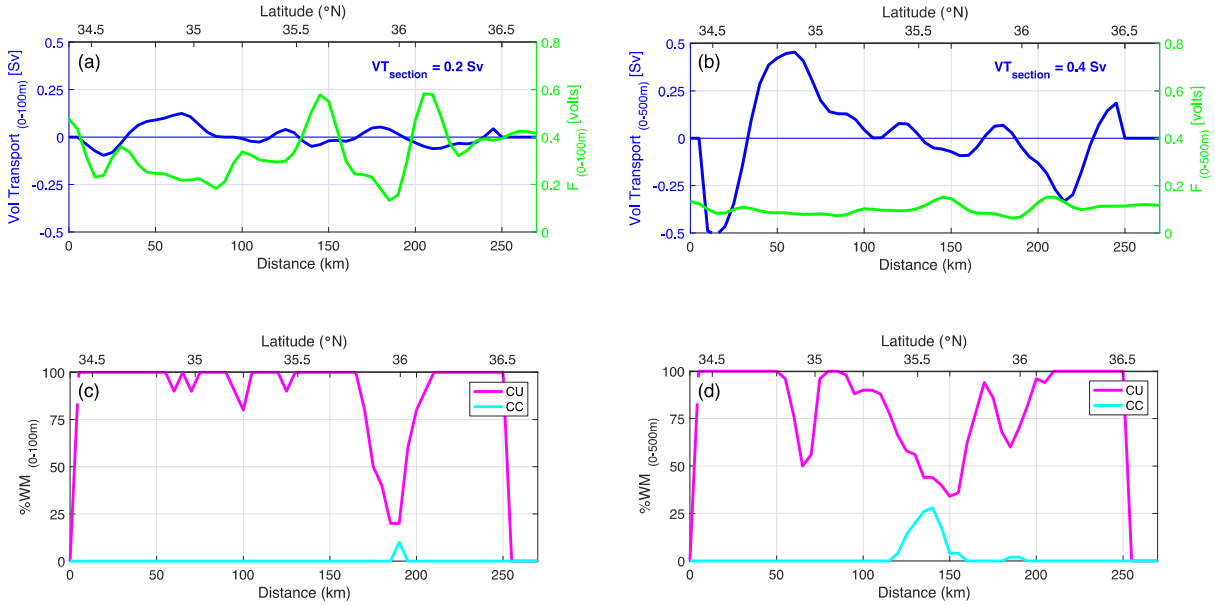 Latitude (°N)
34.5 35 35.5 36 36.5
(a)
VT_section = 0.2 Sv
Vol Transport (0-100m) [Sv]
0.5
0.25
0
-0.25
-0.5
F (0-100m) [volts]
0.8
0.6
0.4
0.2
0
0 50 100 150 200 250
Distance (km)
Latitude (°N)
34.5 35 35.5 36 36.5
(b)
VT_section = 0.4 Sv
Vol Transport (0-500m) [Sv]
0.5
0.25
0
-0.25
-0.5
F (0-500m) [volts]
0.8
0.6
0.4
0.2
0
0 50 100 150 200 250
Distance (km)
Latitude (°N)
34.5 35 35.5 36 36.5
(c)
CU
CC
%WM (0-100m)
100
75
50
25
0
0 50 100 150 200 250
Distance (km)
Latitude (°N)
34.5 35 35.5 36 36.5
(d)
CU
CC
%WM (0-500m)
100
75
50
25
0
0 50 100 150 200 250
Distance (km)